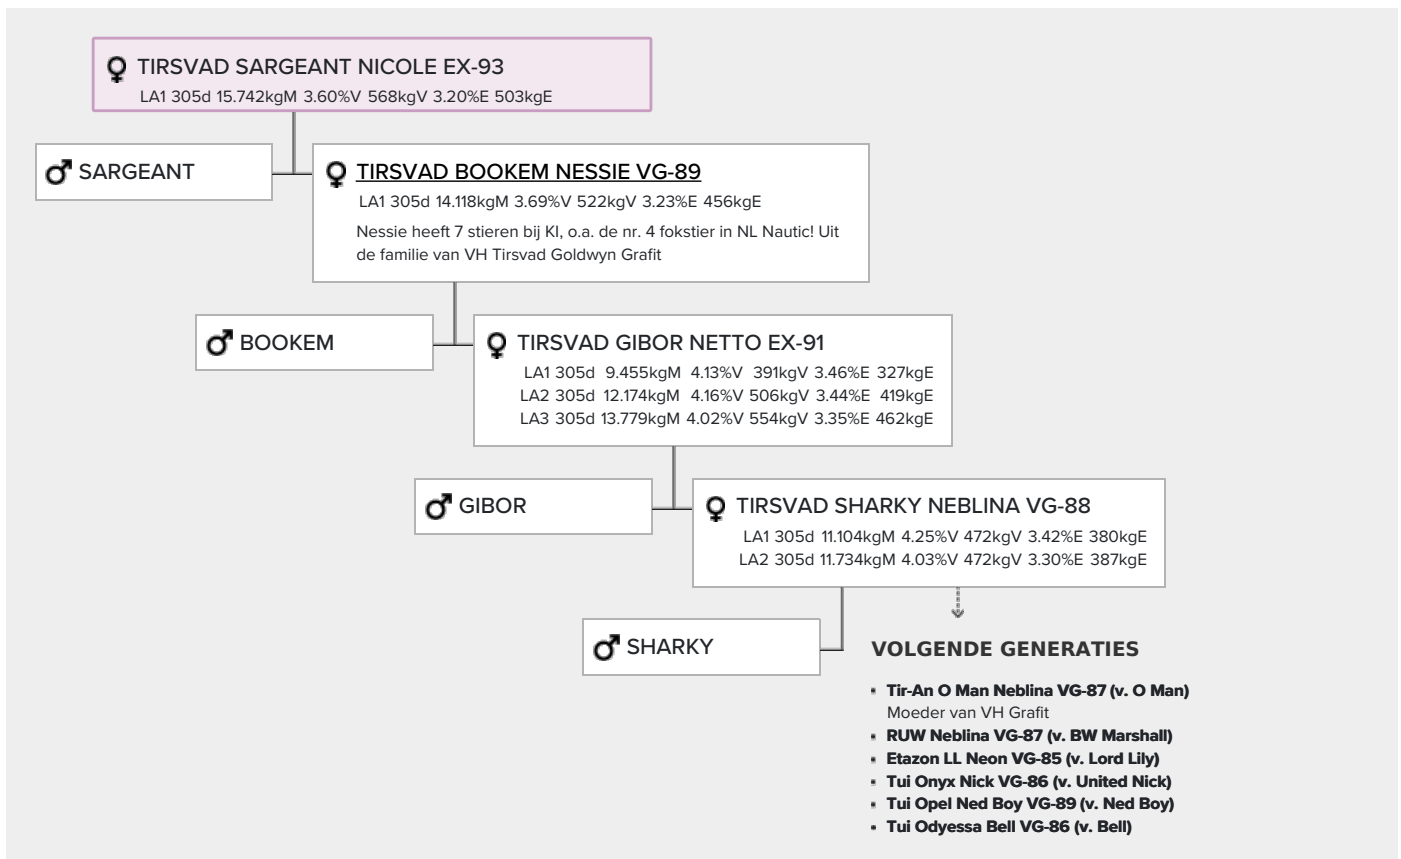 TIRSVAD SARGEANT NICOLE EX-93
LA1 305d 15.742kgM 3.60%V 568kgV 3.20%E 503kgE
SARGEANT
TIRSVAD BOOKEM NESSIE VG-89
LA1 305d 14.118kgM 3.69%V 522kgV 3.23%E 456kgE
Nessie heeft 7 stieren bij KI, o.a. de nr. 4 fokstier in NL Nautic! Uit
de familie van VH Tirsvad Goldwyn Grafit
BOOKEM
TIRSVAD GIBOR NETTO EX-91
LA1 305d 9.455kgM 4.13%V 391kgV 3.46%E 327kgE
LA2 305d 12.174kgM 4.16%V 506kgV 3.44%E 419kgE
LA3 305d 13.779kgM 4.02%V 554kgV 3.35%E 462kgE
GIBOR
TIRSVAD SHARKY NEBLINA VG-88
LA1 305d 11.104kgM 4.25%V 472kgV 3.42%E 380kgE
LA2 305d 11.734kgM 4.03%V 472kgV 3.30%E 387kgE
SHARKY
VOLGENDE GENERATIES
Tir-An O Man Neblina VG-87 (v. O Man)
Moeder van VH Grafit
RUW Neblina VG-87 (v. BW Marshall)
Etazon LL Neon VG-85 (v. Lord Lily)
Tui Onyx Nick VG-86 (v. United Nick)
Tui Opel Ned Boy VG-89 (v. Ned Boy)
Tui Odyessa Bell VG-86 (v. Bell)